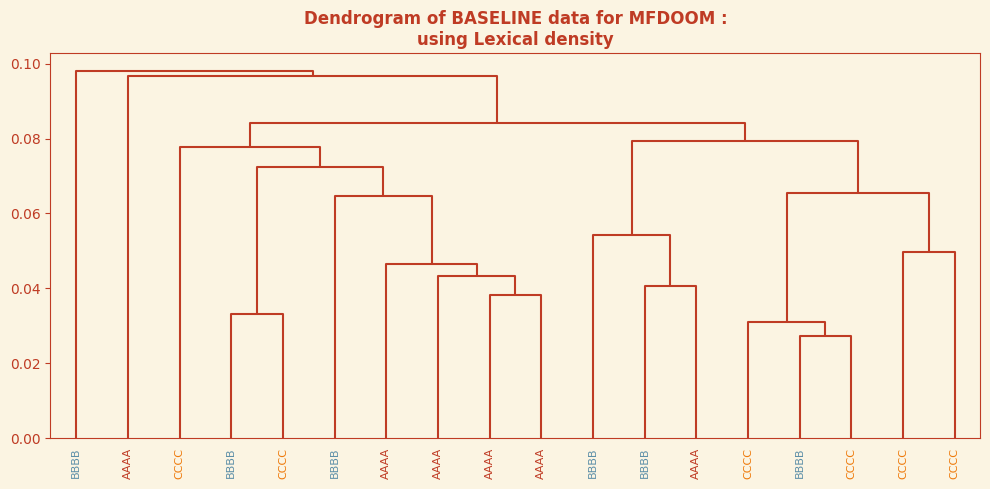 Dendrogram of BASELINE data for MFDOOM :
using Lexical density
0.10
0.08
0.06
0.04
0.02
0.00
BBBB AAAA CCCC BBBB CCCC BBBB AAAA AAAA AAAA AAAA BBBB BBBB AAAA CCCC BBBB CCCC CCCC CCCC